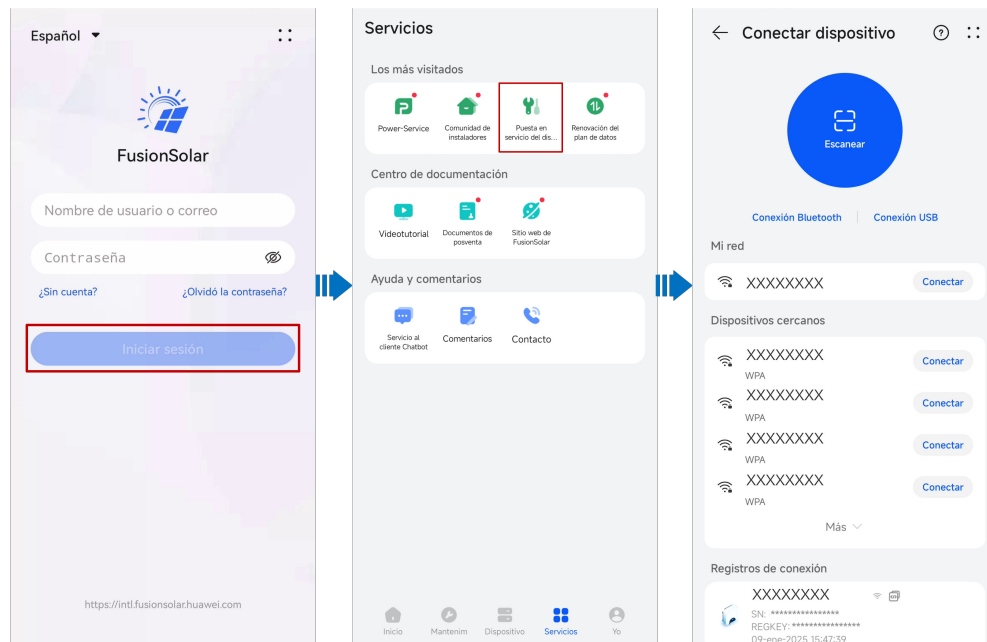 Español
FusionSolar
Nombre de usuario o correo
Contraseña
¿Sin cuenta? ¿Olvidó la contraseña?
Iniciar sesión
https://intl.fusionsolar.huawei.com
Servicios
Los más visitados
Power-Service
Comunidad de
instaladores
Puesta en
servicio del dis...
Renovación del
plan de datos
Centro de documentación
Videotutorial
Documentos de
posventa
Sitio web de
FusionSolar
Ayuda y comentarios
Servicio al
cliente Chatbot
Comentarios
Contacto
Inicio Mantenim Dispositivo Servicios Yo
Conectar dispositivo
Escanear
Conexión Bluetooth Conexión USB
Mi red
XXXXXXXX Conectar
Dispositivos cercanos
XXXXXXXX Conectar
WPA
XXXXXXXX Conectar
WPA
XXXXXXXX Conectar
WPA
XXXXXXXX Conectar
WPA
Más
Registros de conexión
XXXXXXXX
SN: ****************
REGKEY: ****************
09-ene-2025 15:47:39